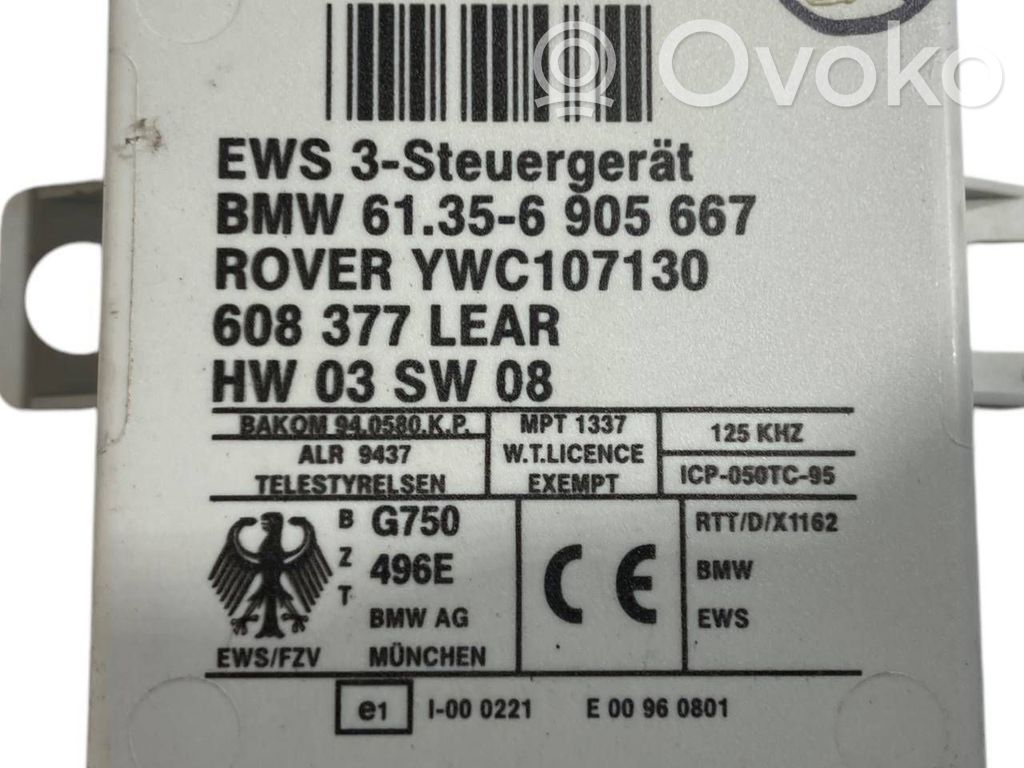 Ovoko
EWS 3-Steuergerät
BMW 61.35-6 905 667
ROVER YWC107130
608 377 LEAR
HW 03 SW 08
BAKOM 94.0580.K.P.
ALR 9437
TELESTYRELSEN
MPT 1337
W.T.LICENCE
EXEMPT
125 KHZ
ICP-050TC-95
BZT
G750
496E
BMW AG
MÜNCHEN
EWS/FZV
CE
RTT/D/X1162
BMW
EWS
e1 I-00 0221 E 00 96 0801